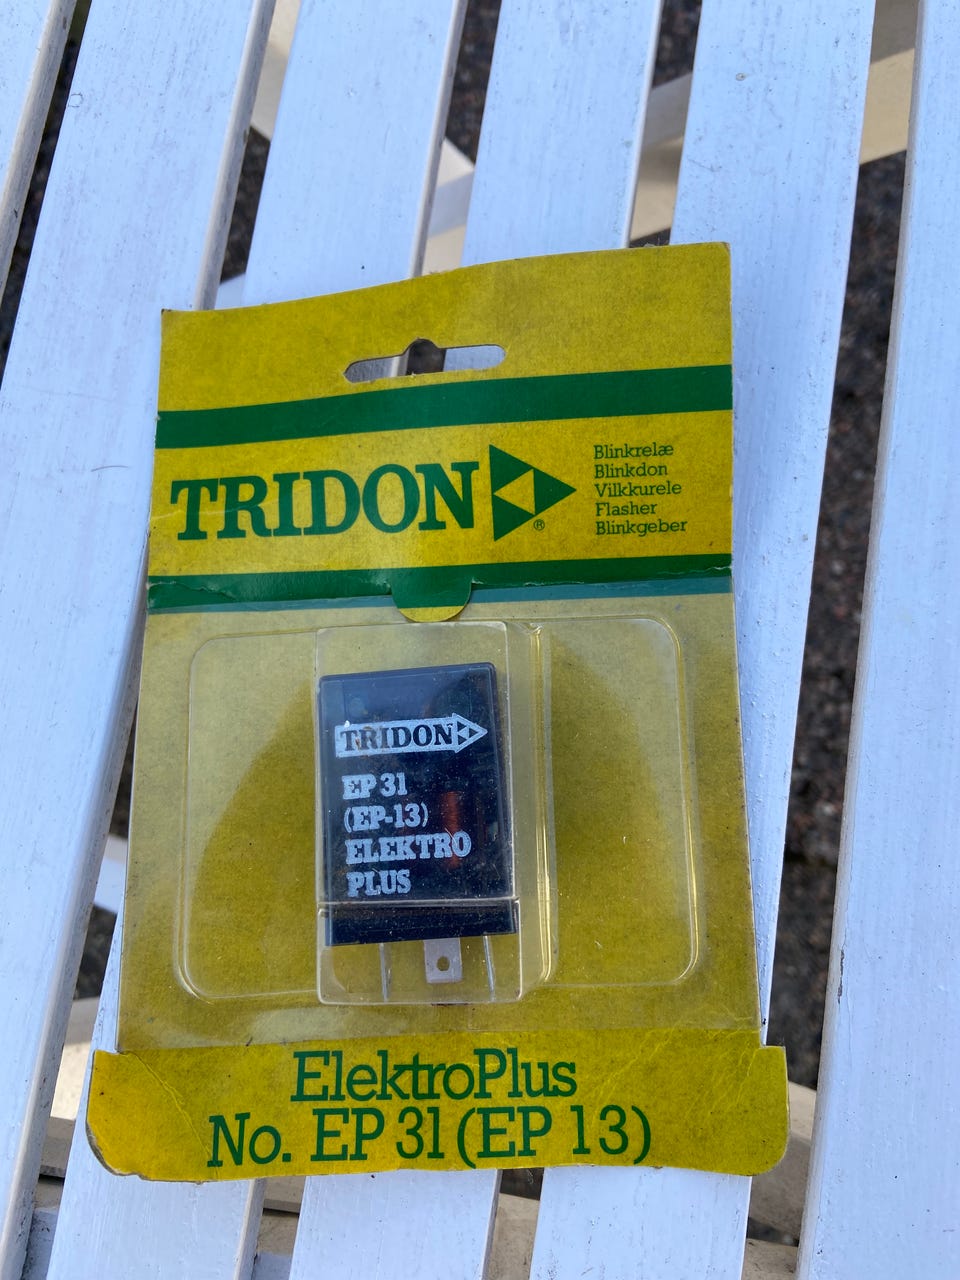 TRIDON
®
Blinkrelæ
Blinkdon
Vilkkurele
Flasher
Blinkgeber
TRIDON
EP 31
(EP-13)
ELEKTRO
PLUS
ElektroPlus
No. EP 31 (EP 13)